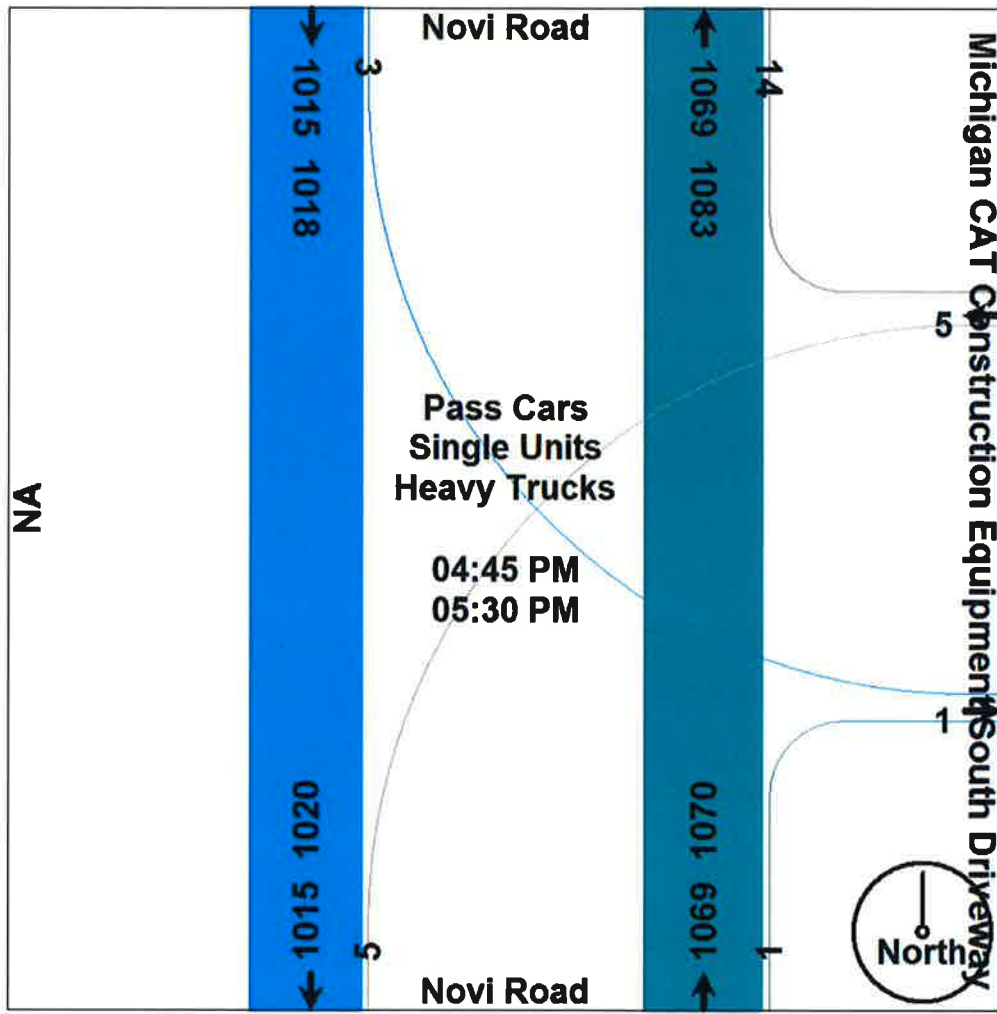 Novi Road
1015 1018
3
1069 1083
14
Michigan CAT Construction Equipment South Driveway
5
Pass Cars
Single Units
Heavy Trucks
NA
04:45 PM
05:30 PM
1
1015 1020
5
1069 1070
1
North
Novi Road